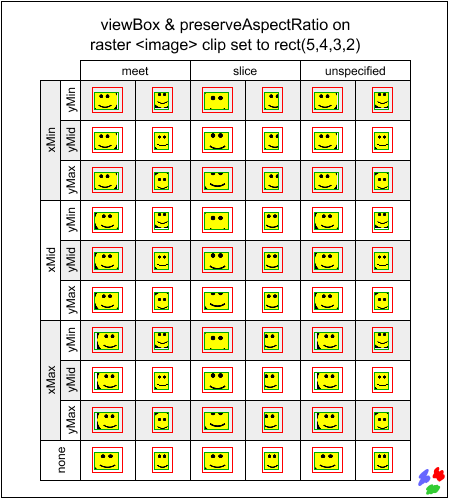 viewBox & preserveAspectRatio on
raster <image> clip set to rect(5,4,3,2)
meet slice unspecified
xMin
yMin
yMid
yMax
xMid
yMin
yMid
yMax
xMax
yMin
yMid
yMax
none